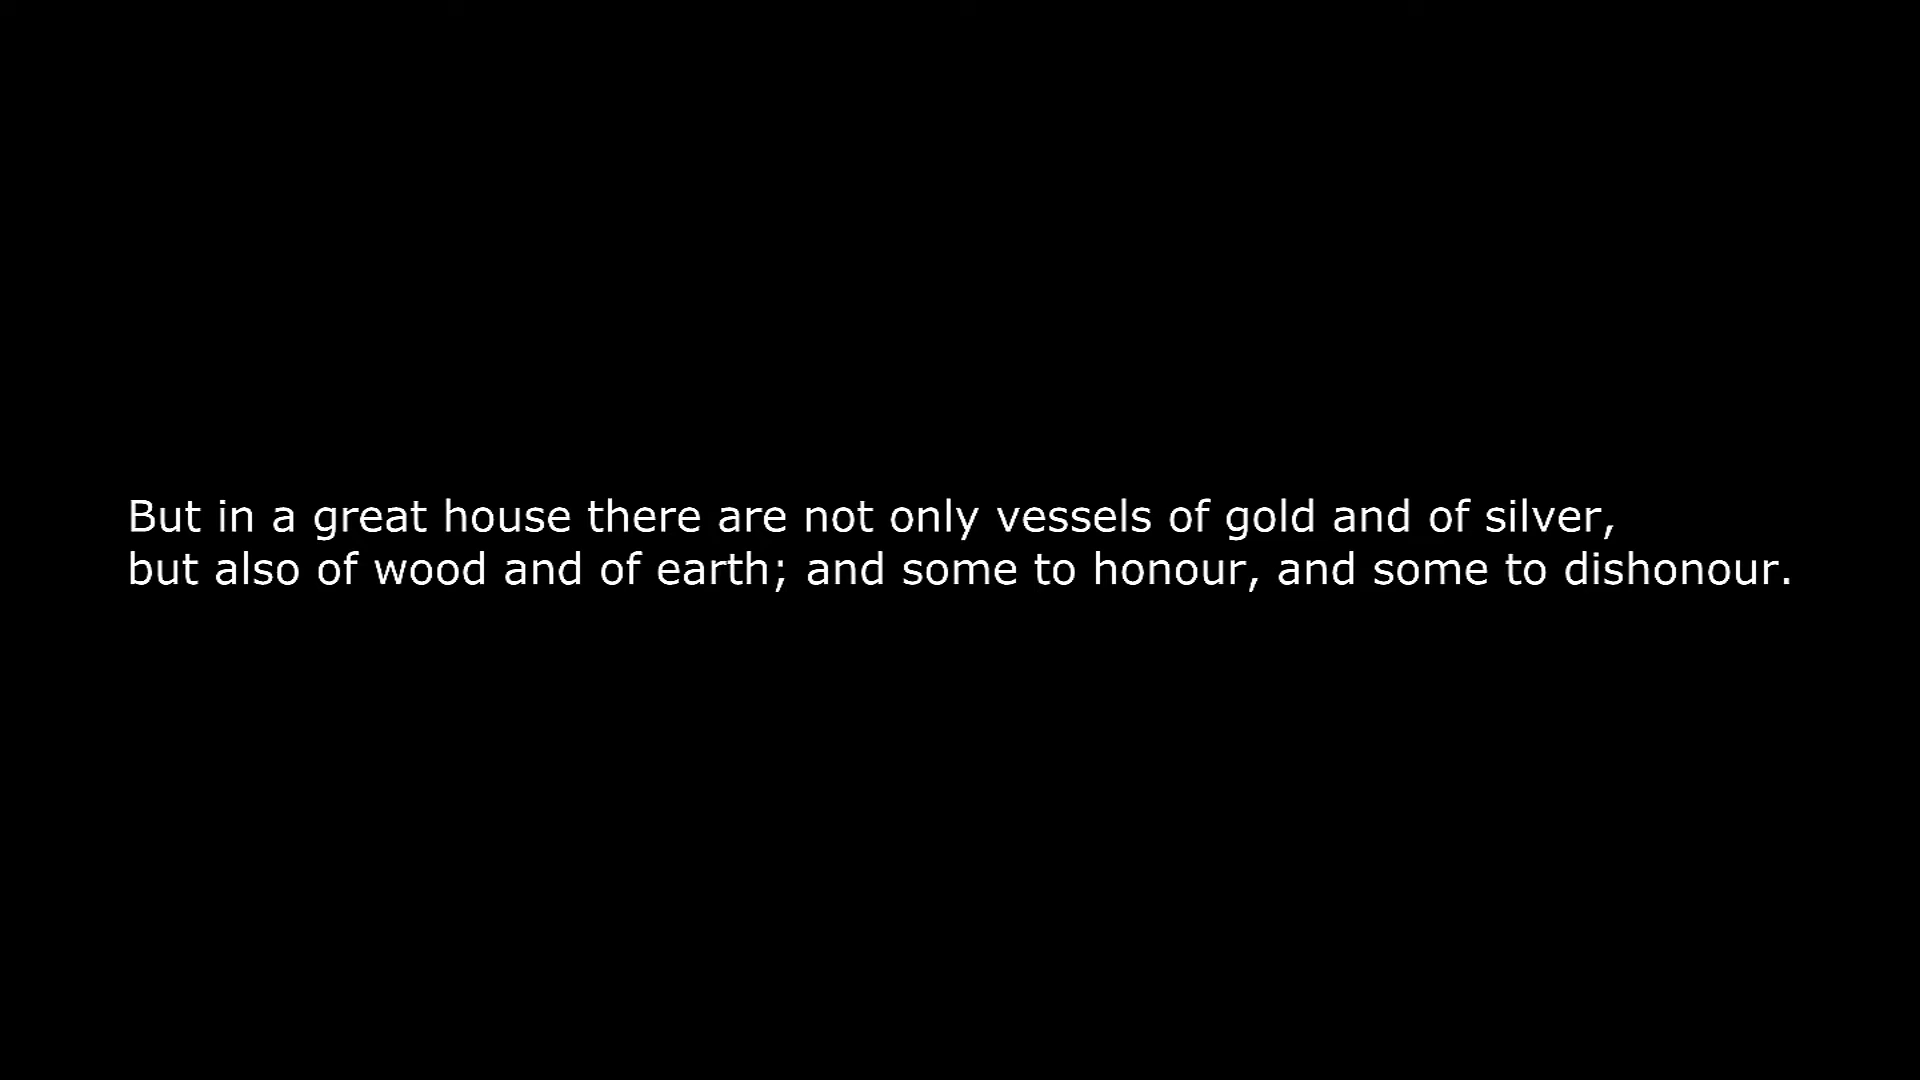 But in a great house there are not only vessels of gold and of silver,
but also of wood and of earth; and some to honour, and some to dishonour.